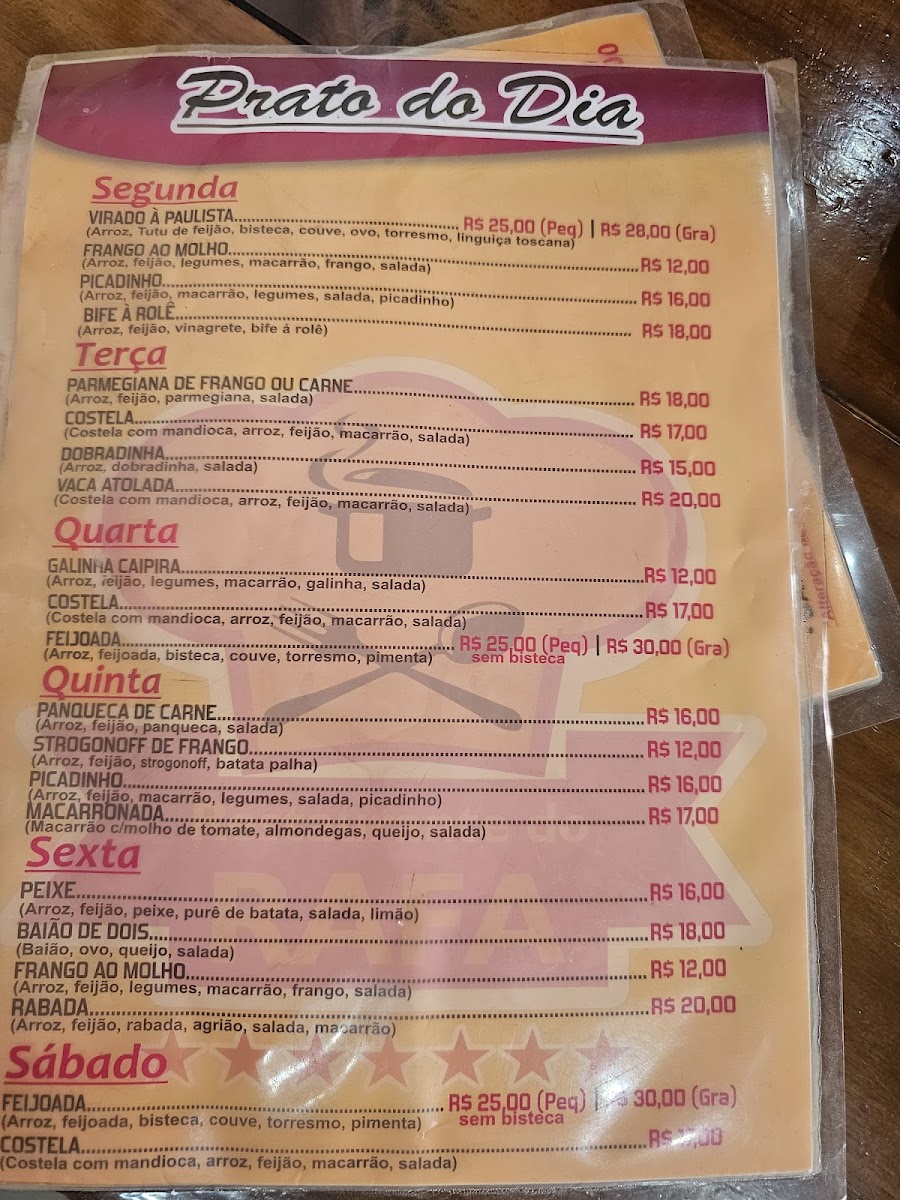 Prato do Dia
Segunda
VIRADO À PAULISTA........ R$ 25,00 (Peq) | R$ 28,00 (Gra)
(Arroz, Tutu de feijão, bisteca, couve, ovo, torresmo, linguiça toscana)
FRANGO AO MOLHO........ R$ 12,00
(Arroz, feijão, legumes, macarrão, frango, salada)
PICADINHO........ R$ 16,00
(Arroz, feijão, macarrão, legumes, salada, picadinho)
BIFE À ROLÊ........ R$ 18,00
(Arroz, feijão, vinagrete, bife á rolê)
Terça
PARMEGIANA DE FRANGO OU CARNE........ R$ 18,00
(Arroz, feijão, parmegiana, salada)
COSTELA........ R$ 17,00
(Costela com mandioca, arroz, feijão, macarrão, salada)
DOBRADINHA........ R$ 15,00
(Arroz, dobradinha, salada)
VACA ATOLADA........ R$ 20,00
(Costela com mandioca, arroz, feijão, macarrão, salada)
Quarta
GALINHA CAIPIRA........ R$ 12,00
(Arroz, feijão, legumes, macarrão, galinha, salada)
COSTELA........ R$ 17,00
(Costela com mandioca, arroz, feijão, macarrão, salada)
FEIJOADA........ R$ 25,00 (Peq) | R$ 30,00 (Gra)
(Arroz, feijoada, bisteca, couve, torresmo, pimenta) sem bisteca
Quinta
PANQUECA DE CARNE........ R$ 16,00
(Arroz, feijão, panqueca, salada)
STROGONOFF DE FRANGO........ R$ 12,00
(Arroz, feijão, strogonoff, batata palha)
PICADINHO........ R$ 16,00
(Arroz, feijão, macarrão, legumes, salada, picadinho)
MACARRONADA........ R$ 17,00
(Macarrão c/molho de tomate, almondegas, queijo, salada)
do
RAFA
Sexta
PEIXE........ R$ 16,00
(Arroz, feijão, peixe, purê de batata, salada, limão)
BAIÃO DE DOIS........ R$ 18,00
(Baião, ovo, queijo, salada)
FRANGO AO MOLHO........ R$ 12,00
(Arroz, feijão, legumes, macarrão, frango, salada)
RABADA........ R$ 20,00
(Arroz, feijão, rabada, agrião, salada, macarrão)
Sábado
FEIJOADA........ R$ 25,00 (Peq) | R$ 30,00 (Gra)
(Arroz, feijoada, bisteca, couve, torresmo, pimenta) sem bisteca
COSTELA........ R$
(Costela com mandioca, arroz, feijão, macarrão, salada)
Alteração